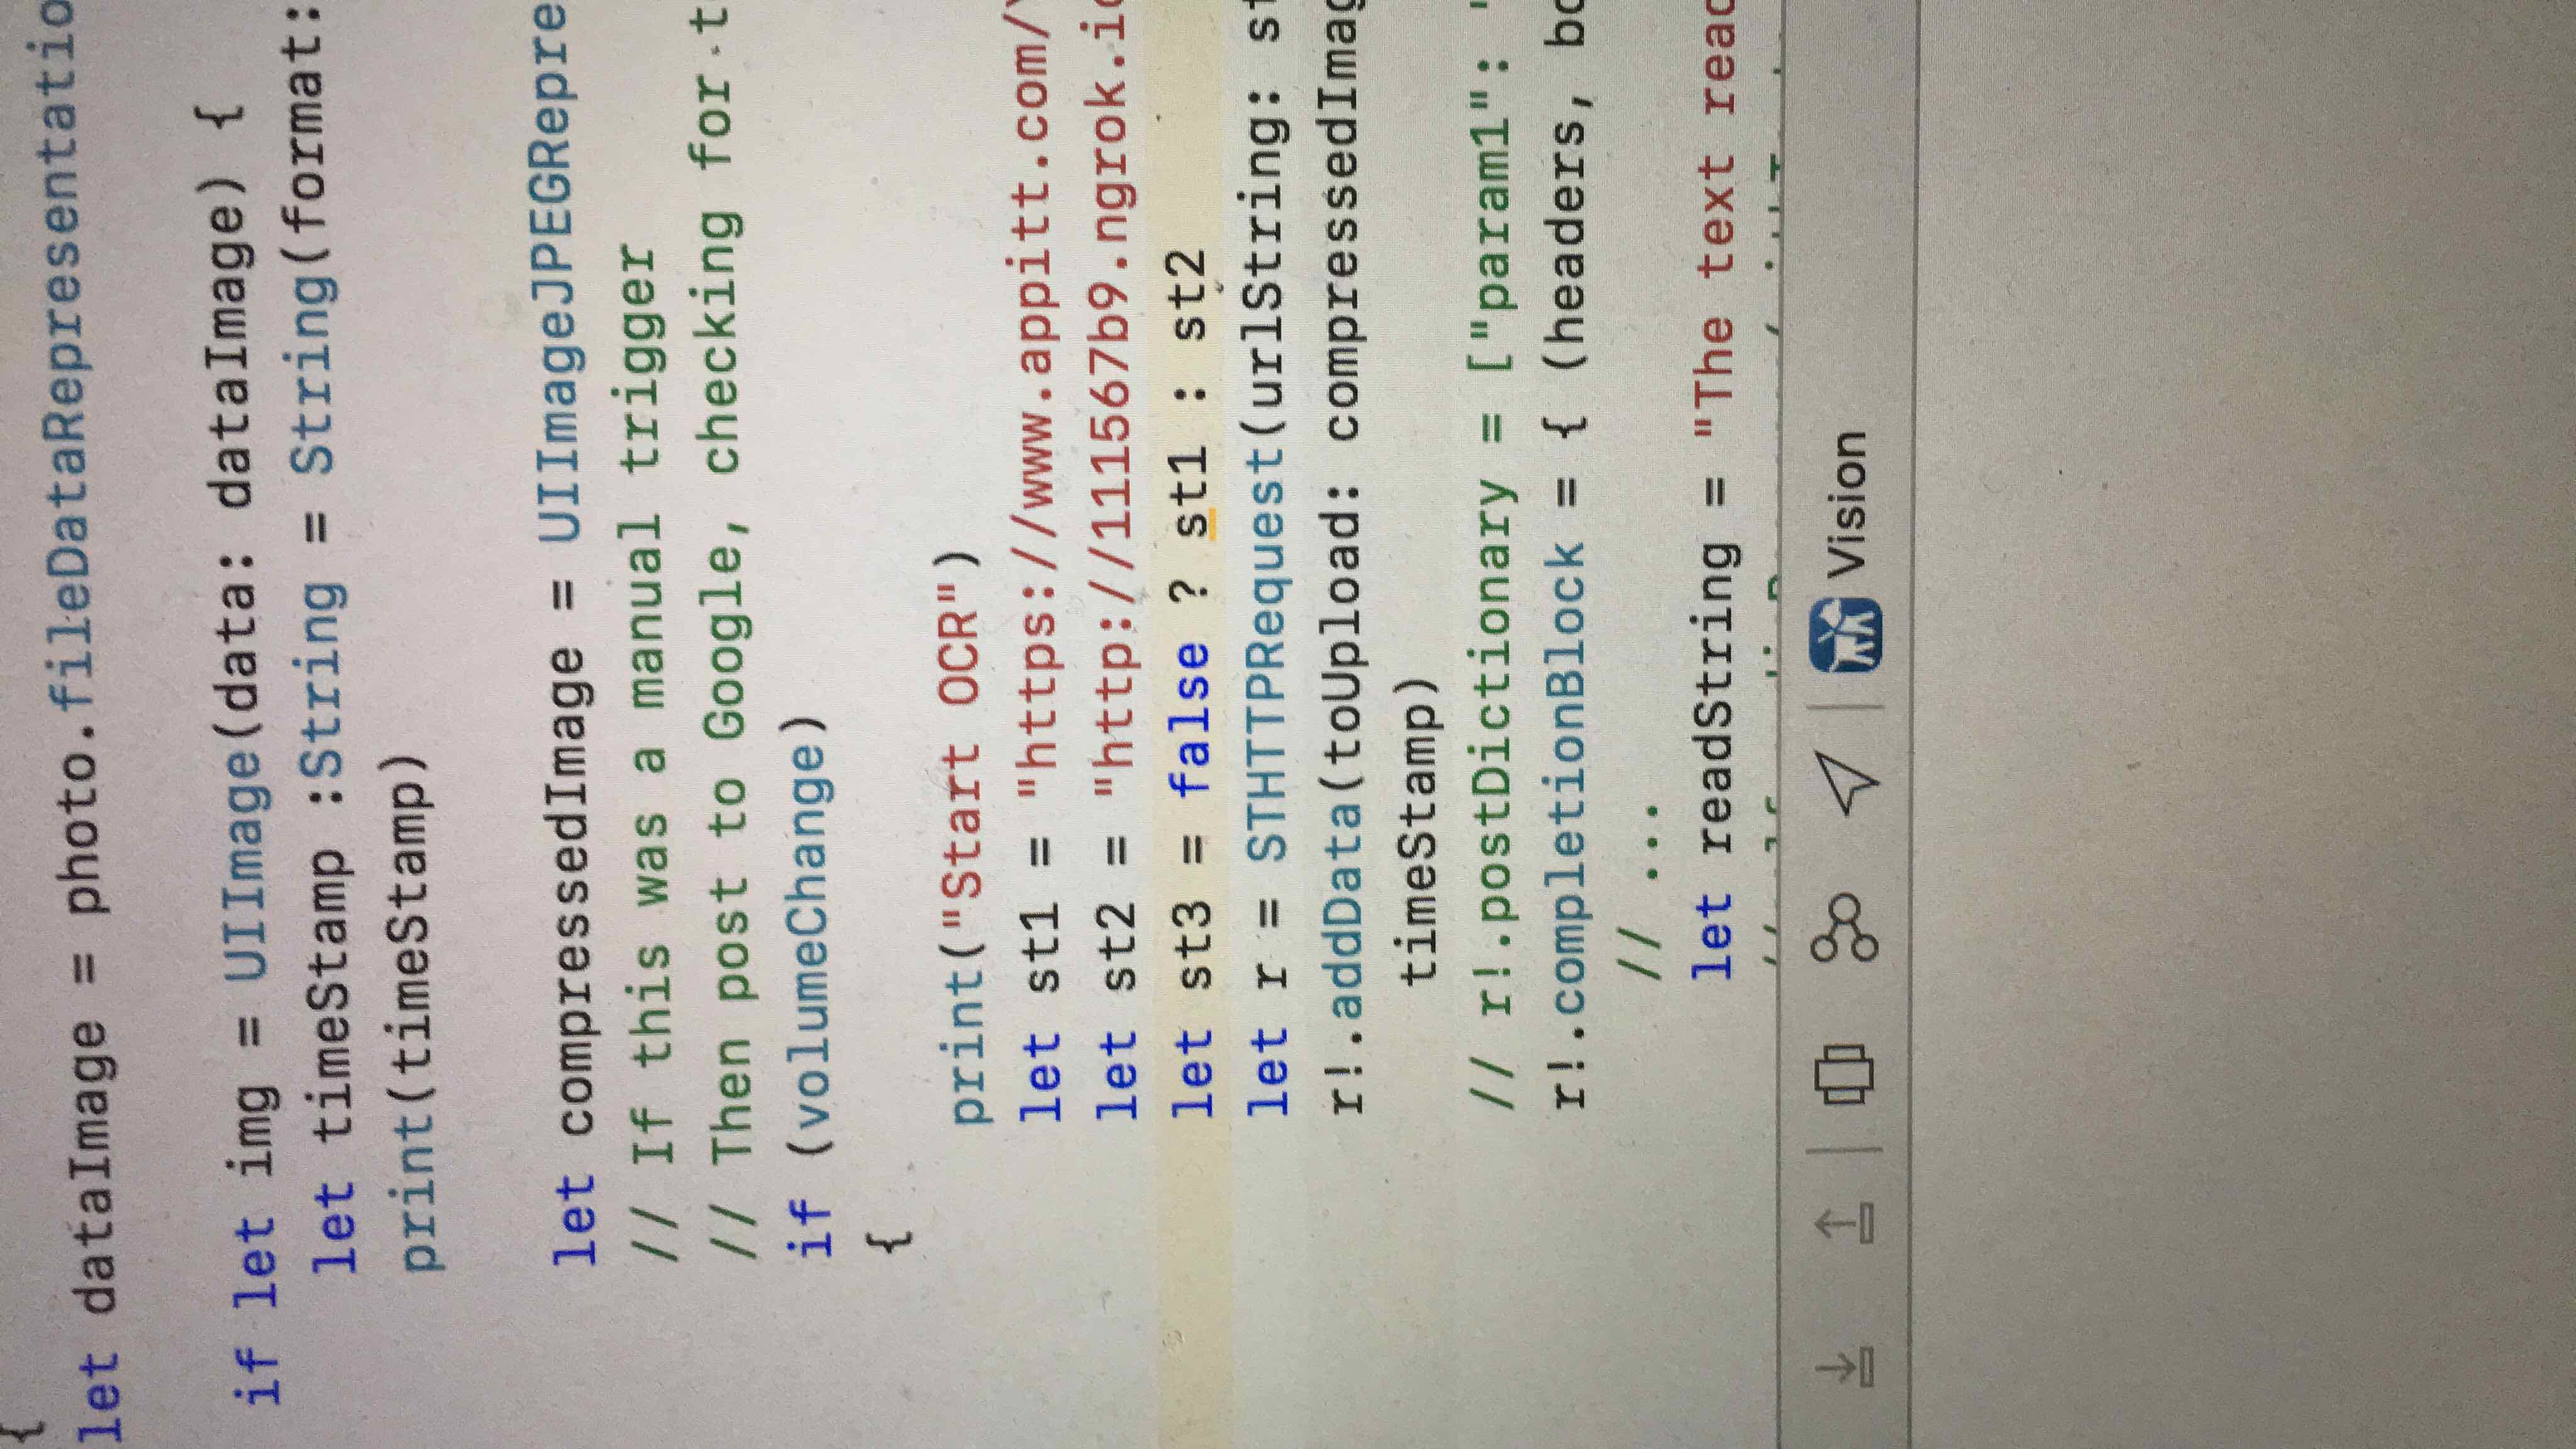 {
let dataImage = photo.fileDataRepresentatio
if let img = UIImage(data: dataImage) {
let timeStamp :String = String(format:
print(timeStamp)
let compressedImage = UIImageJPEGRepre
// If this was a manual trigger
// Then post to Google, checking for t
if (volumeChange)
{
print("Start OCR")
let st1 = "https://www.appitt.com/
let st2 = "http://111567b9.ngrok.io
let st3 = false ? st1 : st2
let r = STHTTPRequest(urlString: st
r!.addData(toUpload: compressedImag
timeStamp)
// r!.postDictionary = ["param1": "
r!.completionBlock = { (headers, bo
// ...
let readString = "The text read
Vision